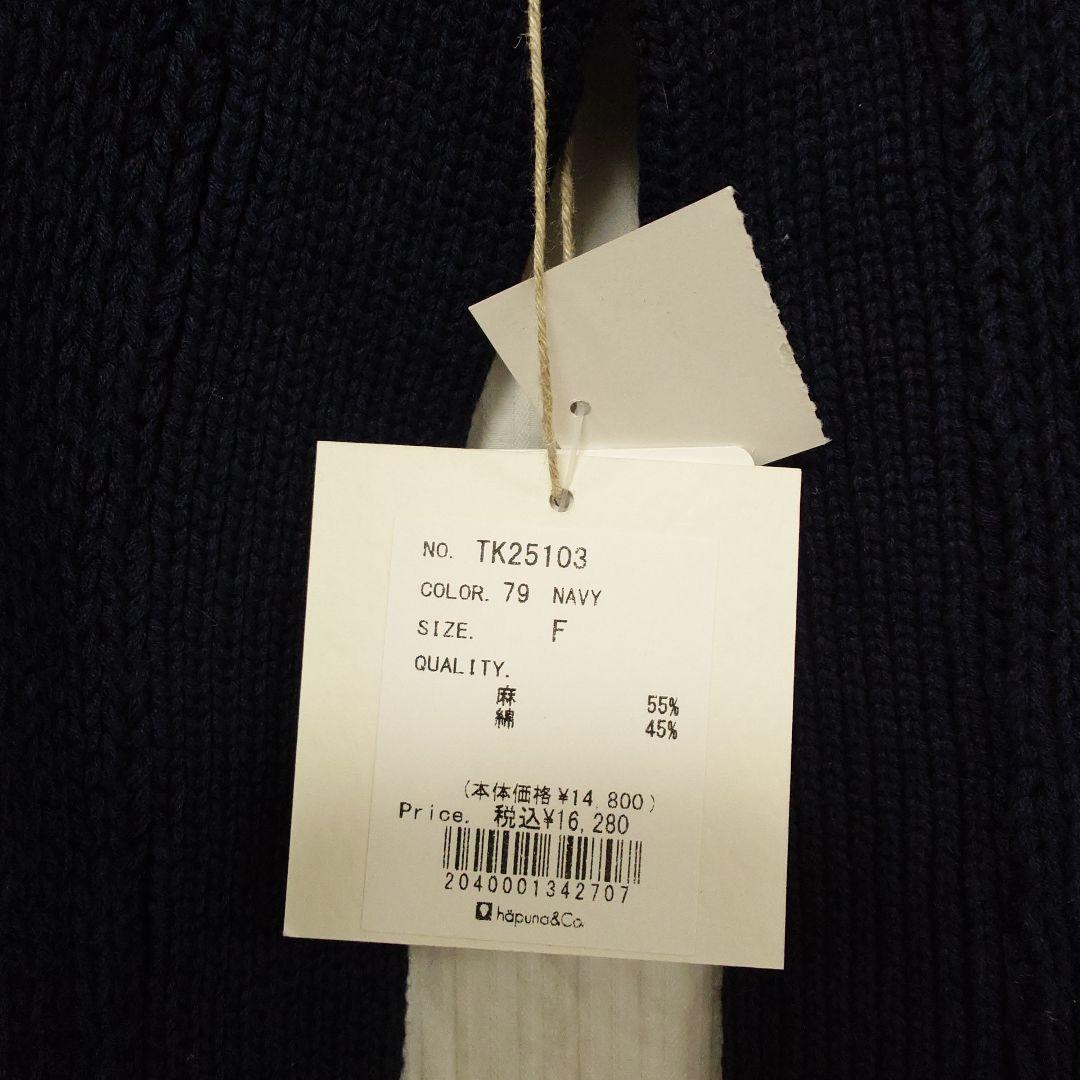 NO. TK25103
COLOR. 79 NAVY
SIZE. F
QUALITY.
麻 55%
綿 45%
(本体価格 ¥14,800)
Price. 税込¥16,280
2040001342707
häpuna&Co.